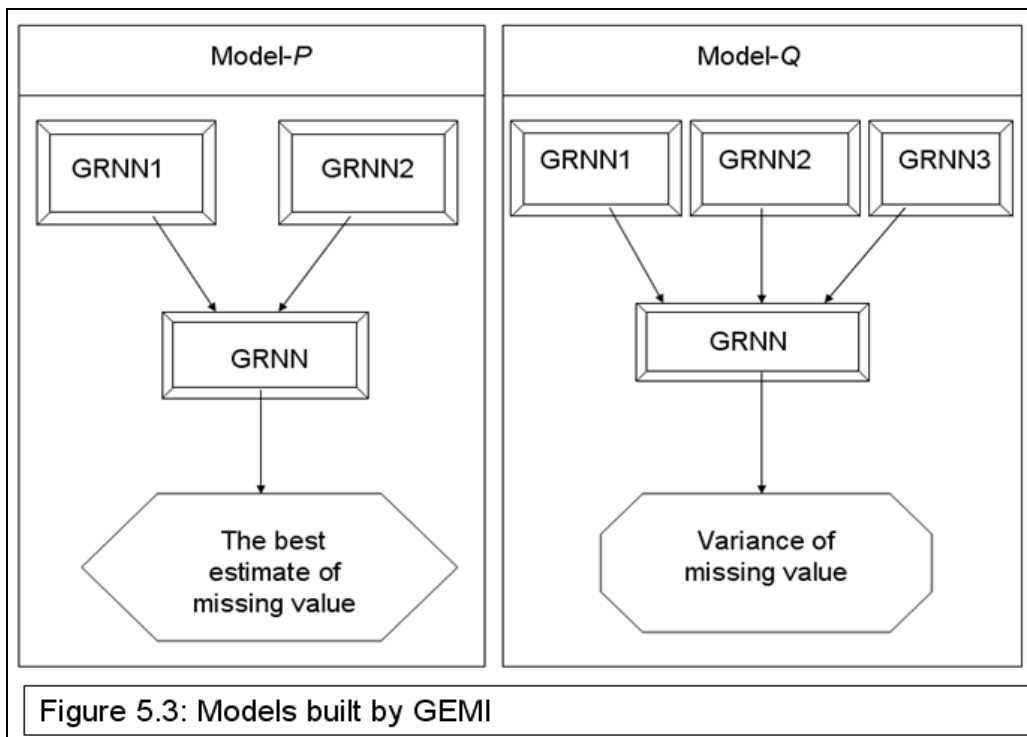 Model-P
GRNN1
GRNN2
GRNN
The best
estimate of
missing value
Model-Q
GRNN1
GRNN2
GRNN3
GRNN
Variance of
missing value
Figure 5.3: Models built by GEMI